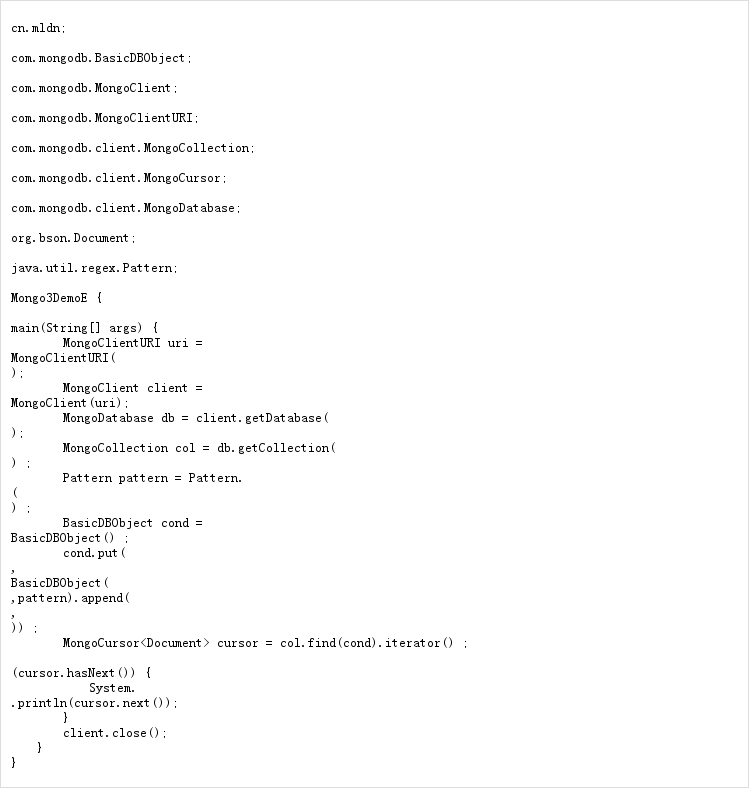 cn.mldn;
com.mongodb.BasicDBObject;
com.mongodb.MongoClient;
com.mongodb.MongoClientURI;
com.mongodb.client.MongoCollection;
com.mongodb.client.MongoCursor;
com.mongodb.client.MongoDatabase;
org.bson.Document;
java.util.regex.Pattern;
Mongo3DemoE {
main(String[] args) {
MongoClientURI uri =
MongoClientURI(
);
MongoClient client =
MongoClient(uri);
MongoDatabase db = client.getDatabase(
);
MongoCollection col = db.getCollection(
) ;
Pattern pattern = Pattern.
(
) ;
BasicDBObject cond =
BasicDBObject() ;
cond.put(
,
BasicDBObject(
,pattern).append(
,
)) ;
MongoCursor<Document> cursor = col.find(cond).iterator() ;
(cursor.hasNext()) {
System.
.println(cursor.next());
}
client.close();
}
}